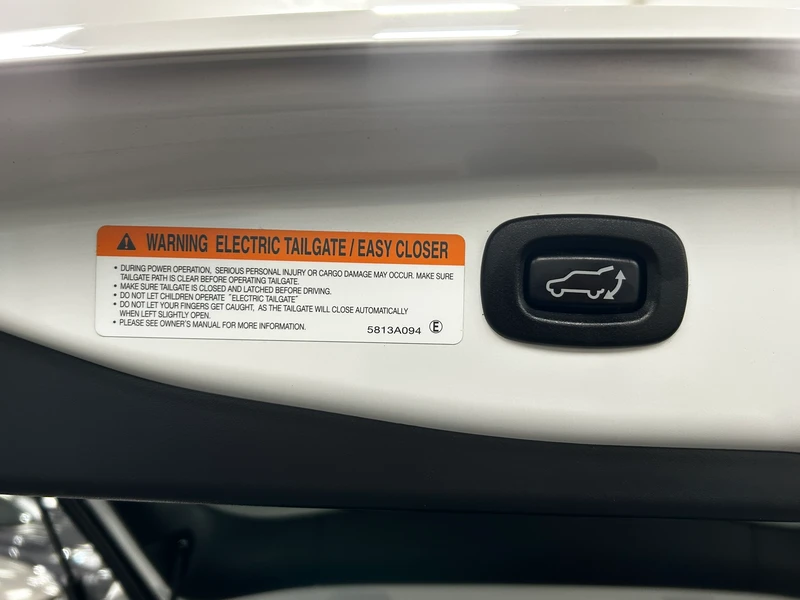 WARNING ELECTRIC TAILGATE / EASY CLOSER
• DURING POWER OPERATION, SERIOUS PERSONAL INJURY OR CARGO DAMAGE MAY OCCUR. MAKE SURE
TAILGATE PATH IS CLEAR BEFORE OPERATING TAILGATE.
• MAKE SURE TAILGATE IS CLOSED AND LATCHED BEFORE DRIVING.
• DO NOT LET CHILDREN OPERATE "ELECTRIC TAILGATE"
• DO NOT LET YOUR FINGERS GET CAUGHT, AS THE TAILGATE WILL CLOSE AUTOMATICALLY
WHEN LEFT SLIGHTLY OPEN.
• PLEASE SEE OWNER'S MANUAL FOR MORE INFORMATION.
5813A094 Ⓔ